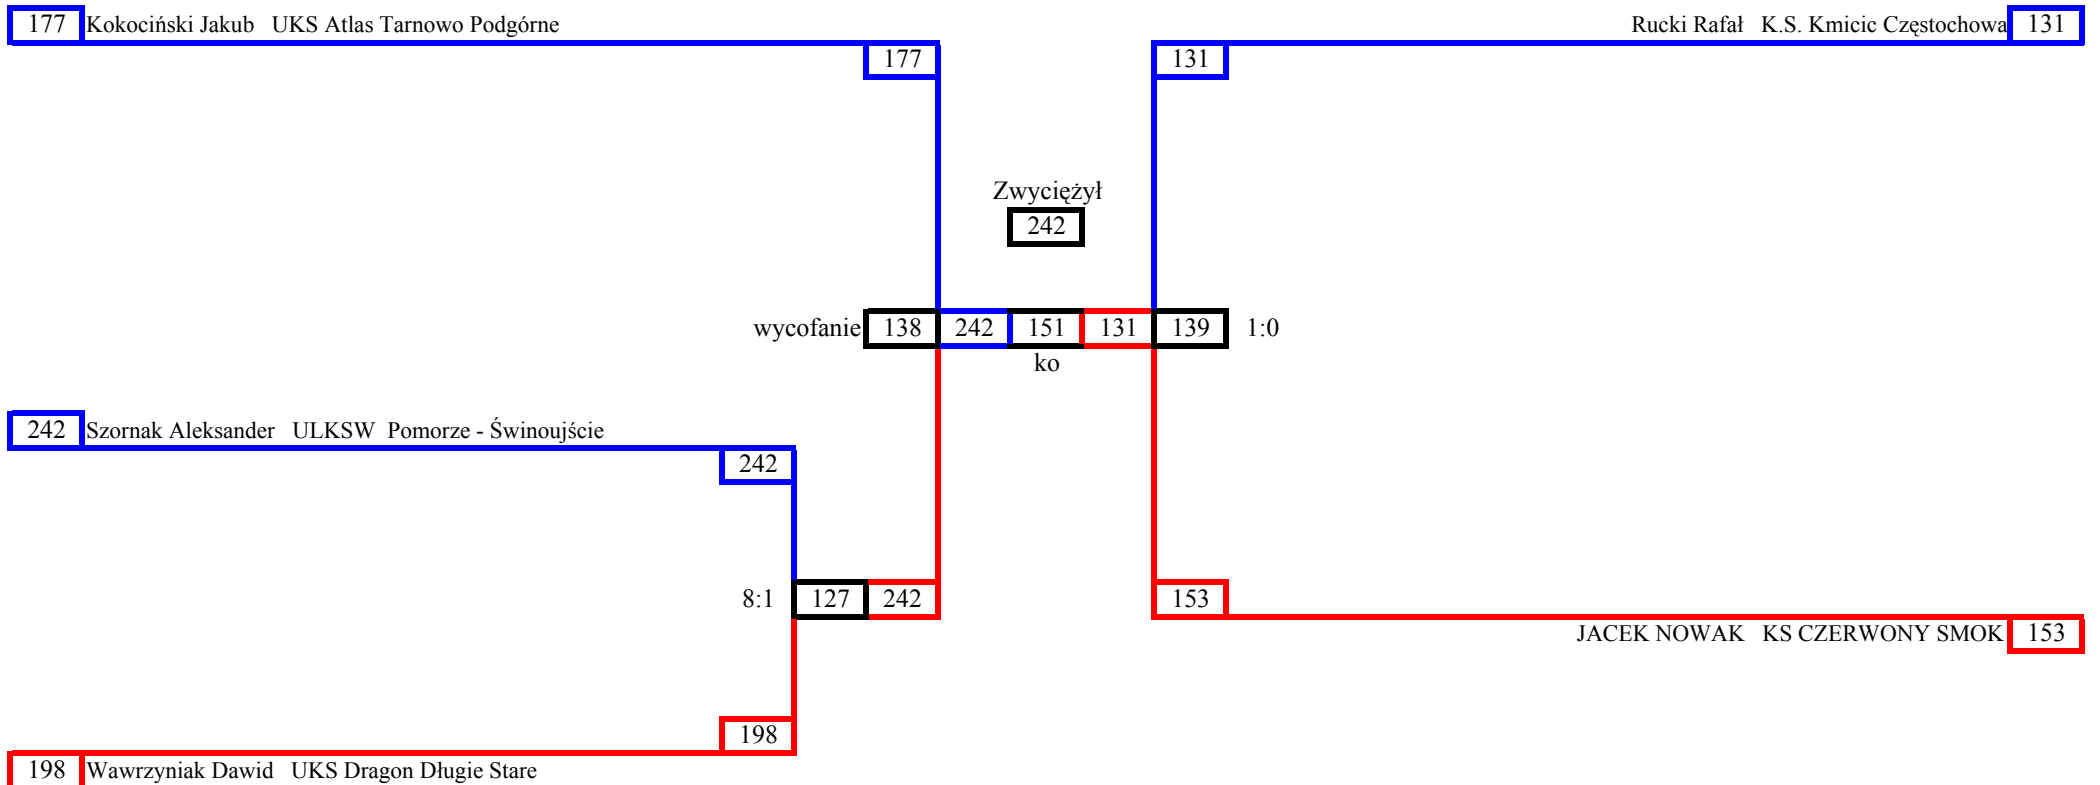 177 Kokociński Jakub   UKS Atlas Tarnowo Podgórne
Rucki Rafał   K.S. Kmicic Częstochowa 131
177
131
Zwyciężył
242
wycofanie 138 242 151 131 139 1:0
ko
242 Szornak Aleksander   ULKSW  Pomorze - Świnoujście
242
8:1 127 242
153
JACEK NOWAK   KS CZERWONY SMOK 153
198
198 Wawrzyniak Dawid   UKS Dragon Długie Stare